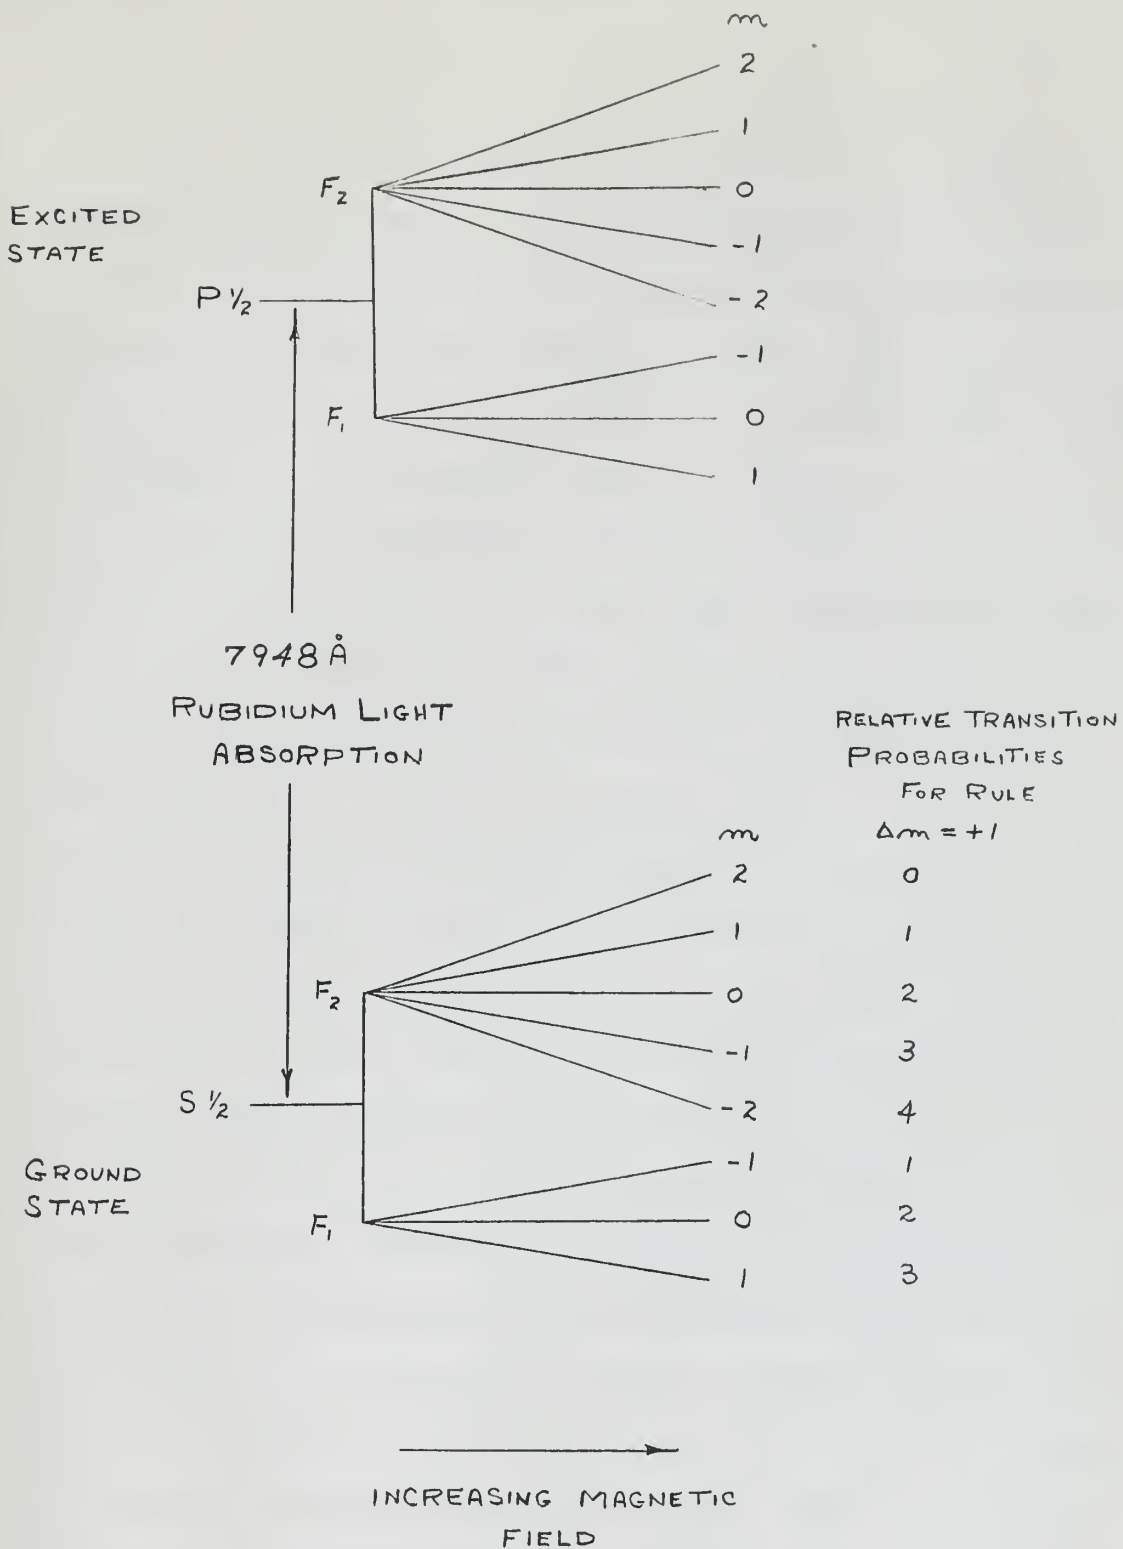 m
2
1
F₂ 0
EXCITED
STATE
-1
P ½ -2
-1
F₁ 0
1
7948 Å
RUBIDIUM LIGHT
ABSORPTION
RELATIVE TRANSITION
PROBABILITIES
FOR RULE
m Δm = +1
2 0
1 1
F₂ 0 2
-1 3
S ½ -2 4
GROUND
STATE
-1 1
F₁ 0 2
1 3
INCREASING MAGNETIC
FIELD